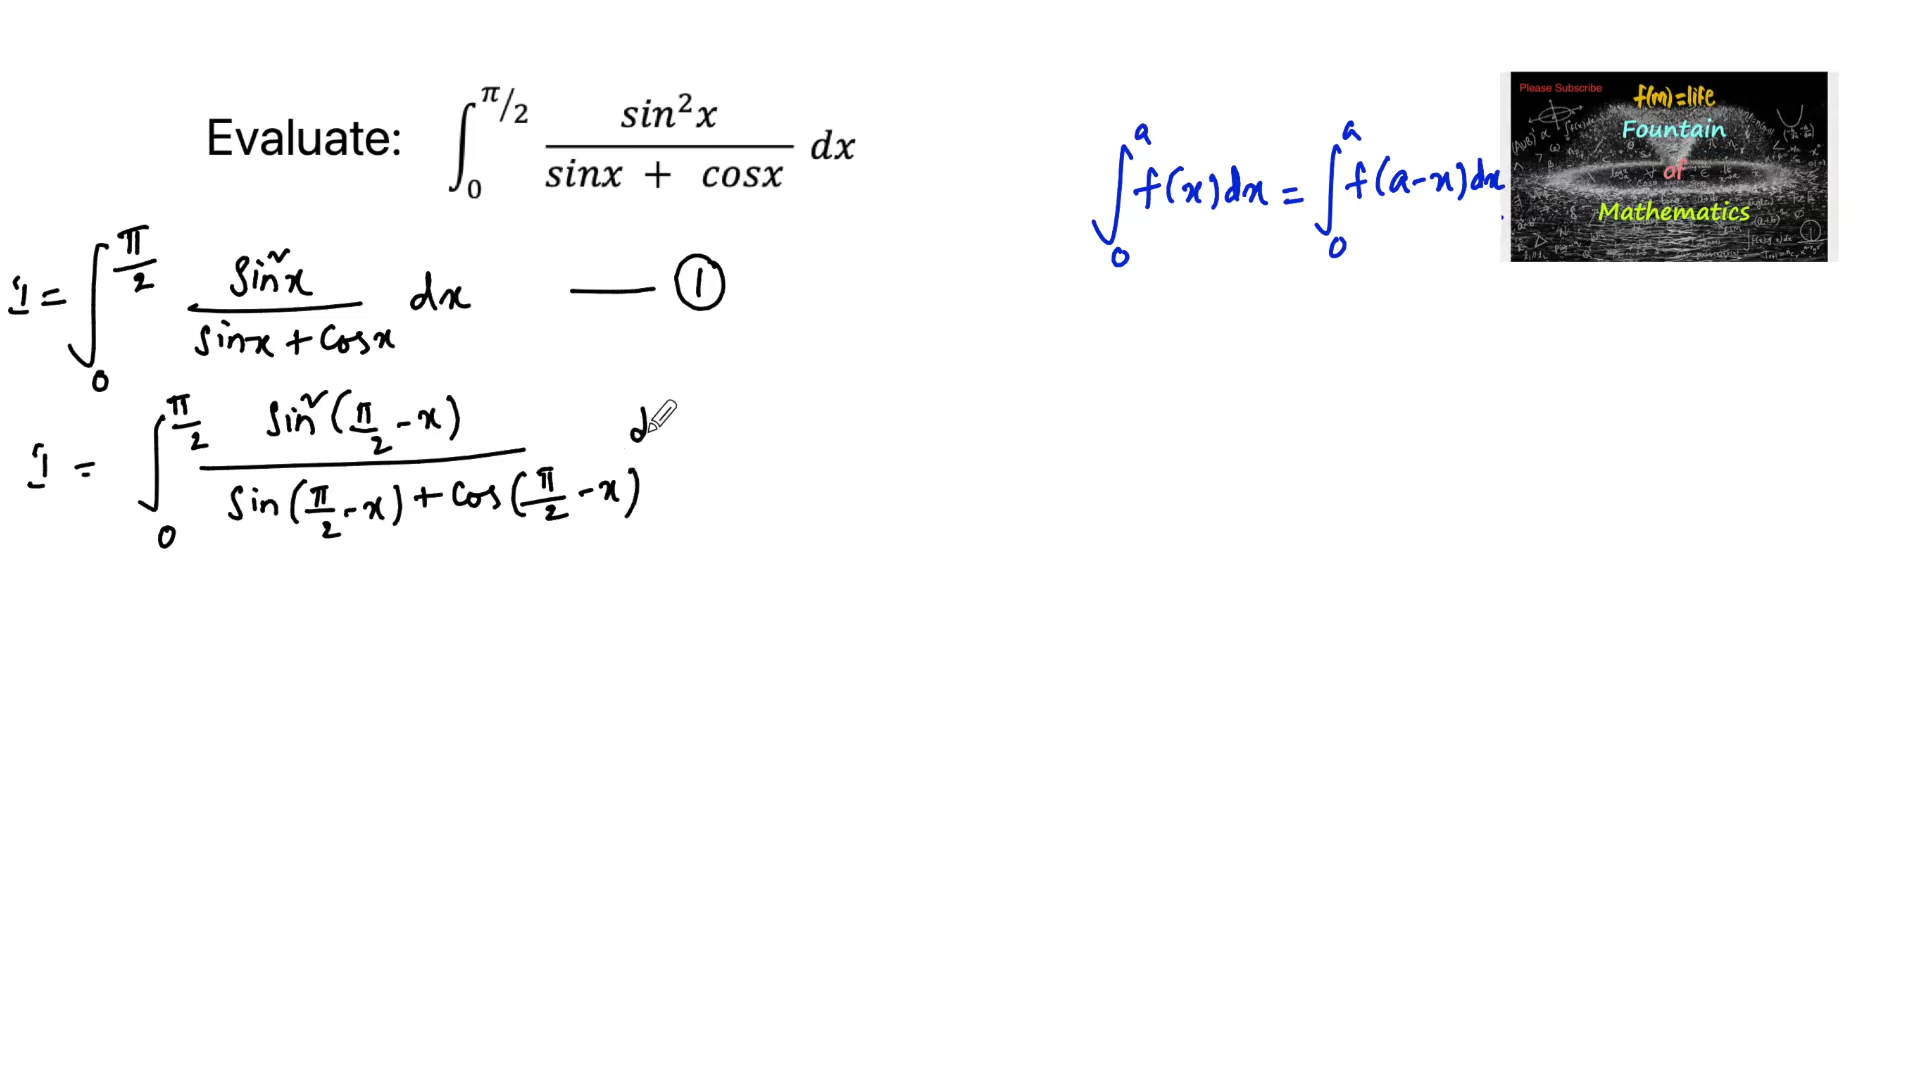 Evaluate: ∫₀^{π/2} sin²x / (sinx + cosx) dx
∫₀^a f(x)dx = ∫₀^a f(a-x)dx
Please Subscribe
f(m)=life
Fountain
of
Mathematics
I = ∫₀^{π/2} sin²x / (sinx + cosx) dx —— ①
I = ∫₀^{π/2} sin²(π/2 - x) / (sin(π/2 - x) + cos(π/2 - x)) d